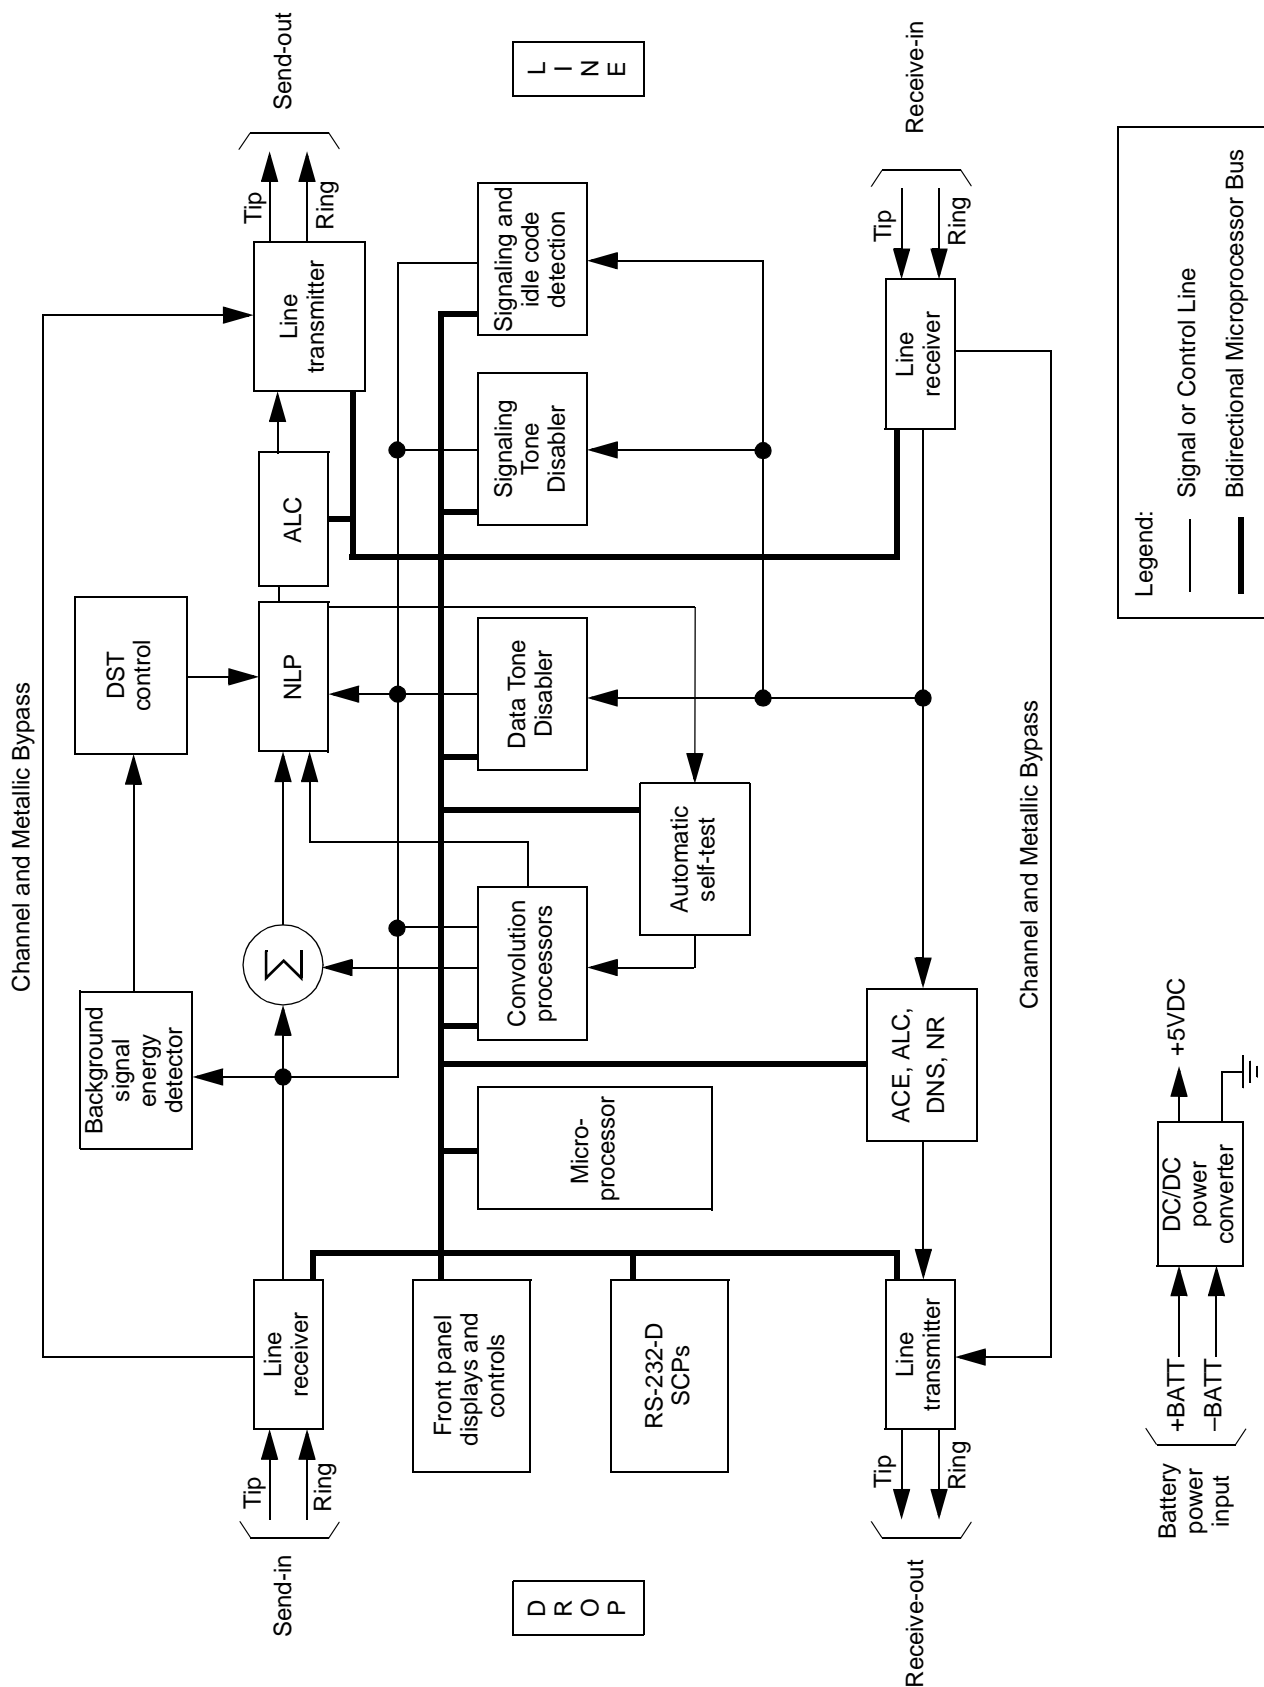 Channel and Metallic Bypass
Background
signal
energy
detector
DST
control
Send-in
Tip
Ring
Line
receiver
Σ
NLP
ALC
Line
transmitter
Tip
Ring
Send-out
D R O P
Front panel
displays and
controls
RS-232-D
SCPs
Micro-
processor
Convolution
processors
Automatic
self-test
Data Tone
Disabler
Signaling
Tone
Disabler
Signaling and
idle code
detection
L I N E
Receive-out
Tip
Ring
Line
transmitter
ACE, ALC,
DNS, NR
Line
receiver
Tip
Ring
Receive-in
Channel and Metallic Bypass
Battery
power
input
+BATT
–BATT
DC/DC
power
converter
+5VDC
Legend:
Signal or Control Line
Bidirectional Microprocessor Bus